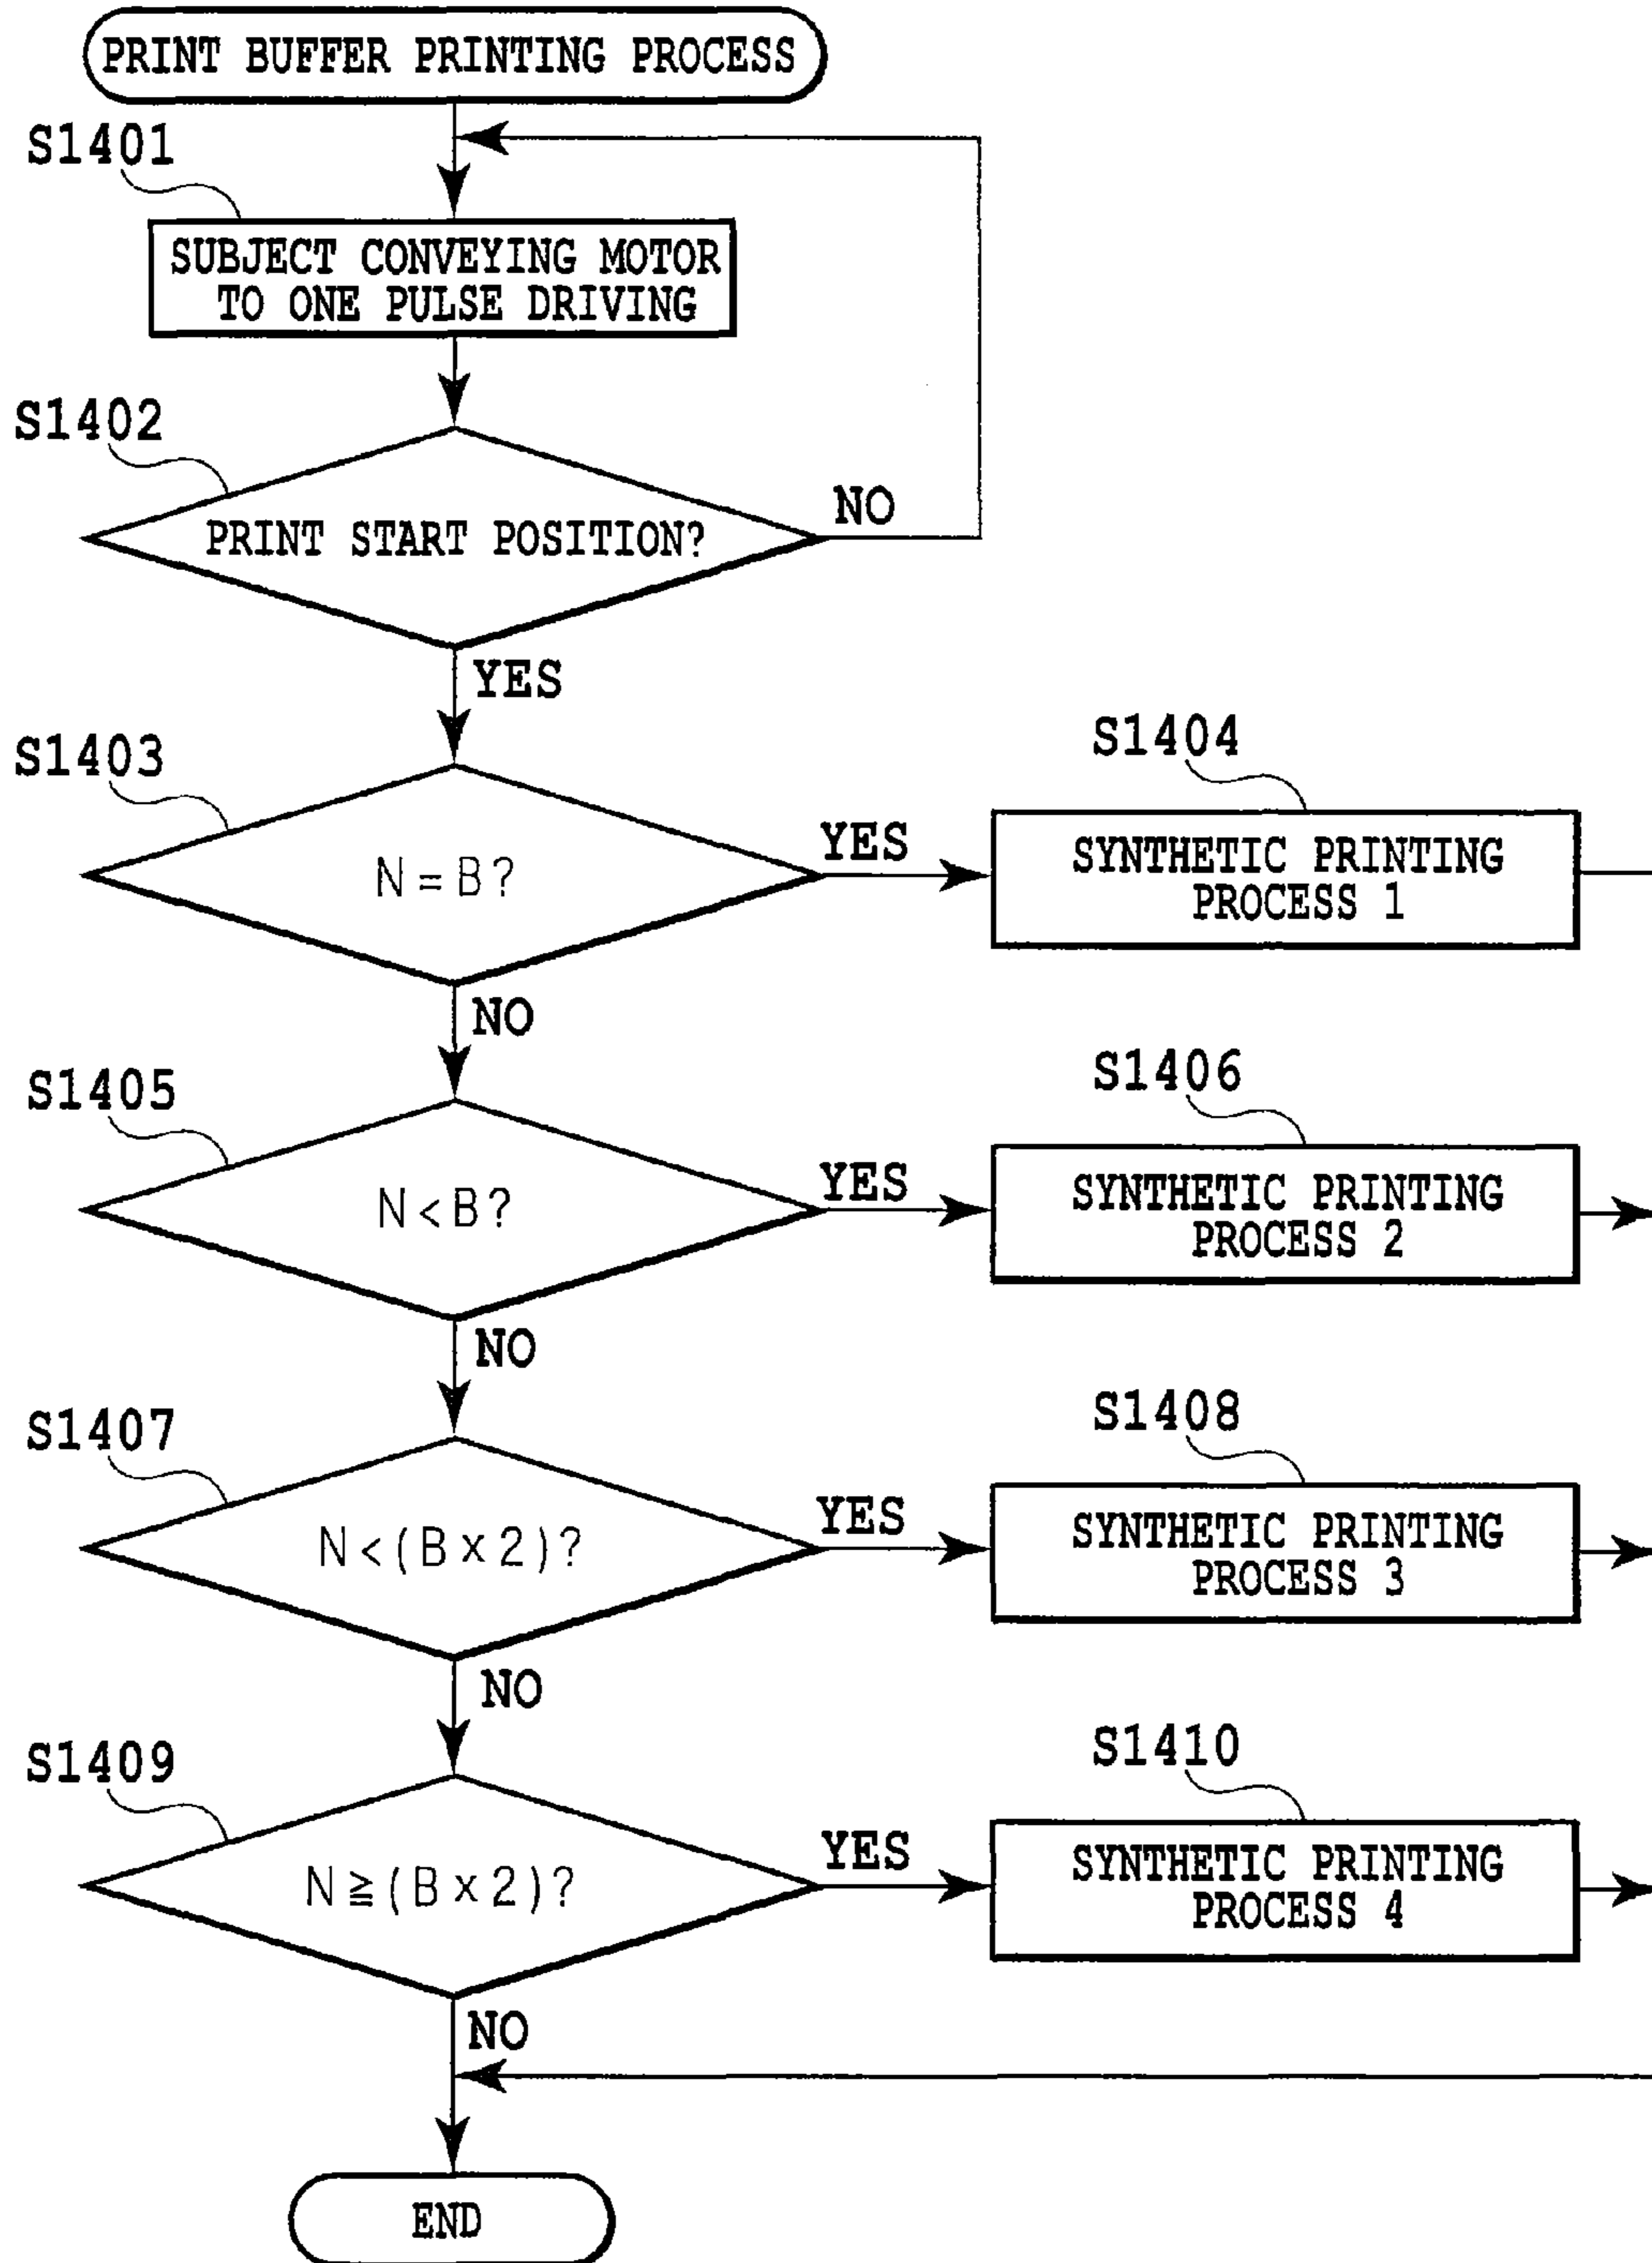 PRINT BUFFER PRINTING PROCESS
S1401
SUBJECT CONVEYING MOTOR
TO ONE PULSE DRIVING
S1402
PRINT START POSITION?
NO
YES
S1403
N=B?
YES
S1404
SYNTHETIC PRINTING
PROCESS 1
NO
S1405
N<B?
YES
S1406
SYNTHETIC PRINTING
PROCESS 2
NO
S1407
N<(B×2)?
YES
S1408
SYNTHETIC PRINTING
PROCESS 3
NO
S1409
N≧(B×2)?
YES
S1410
SYNTHETIC PRINTING
PROCESS 4
NO
END